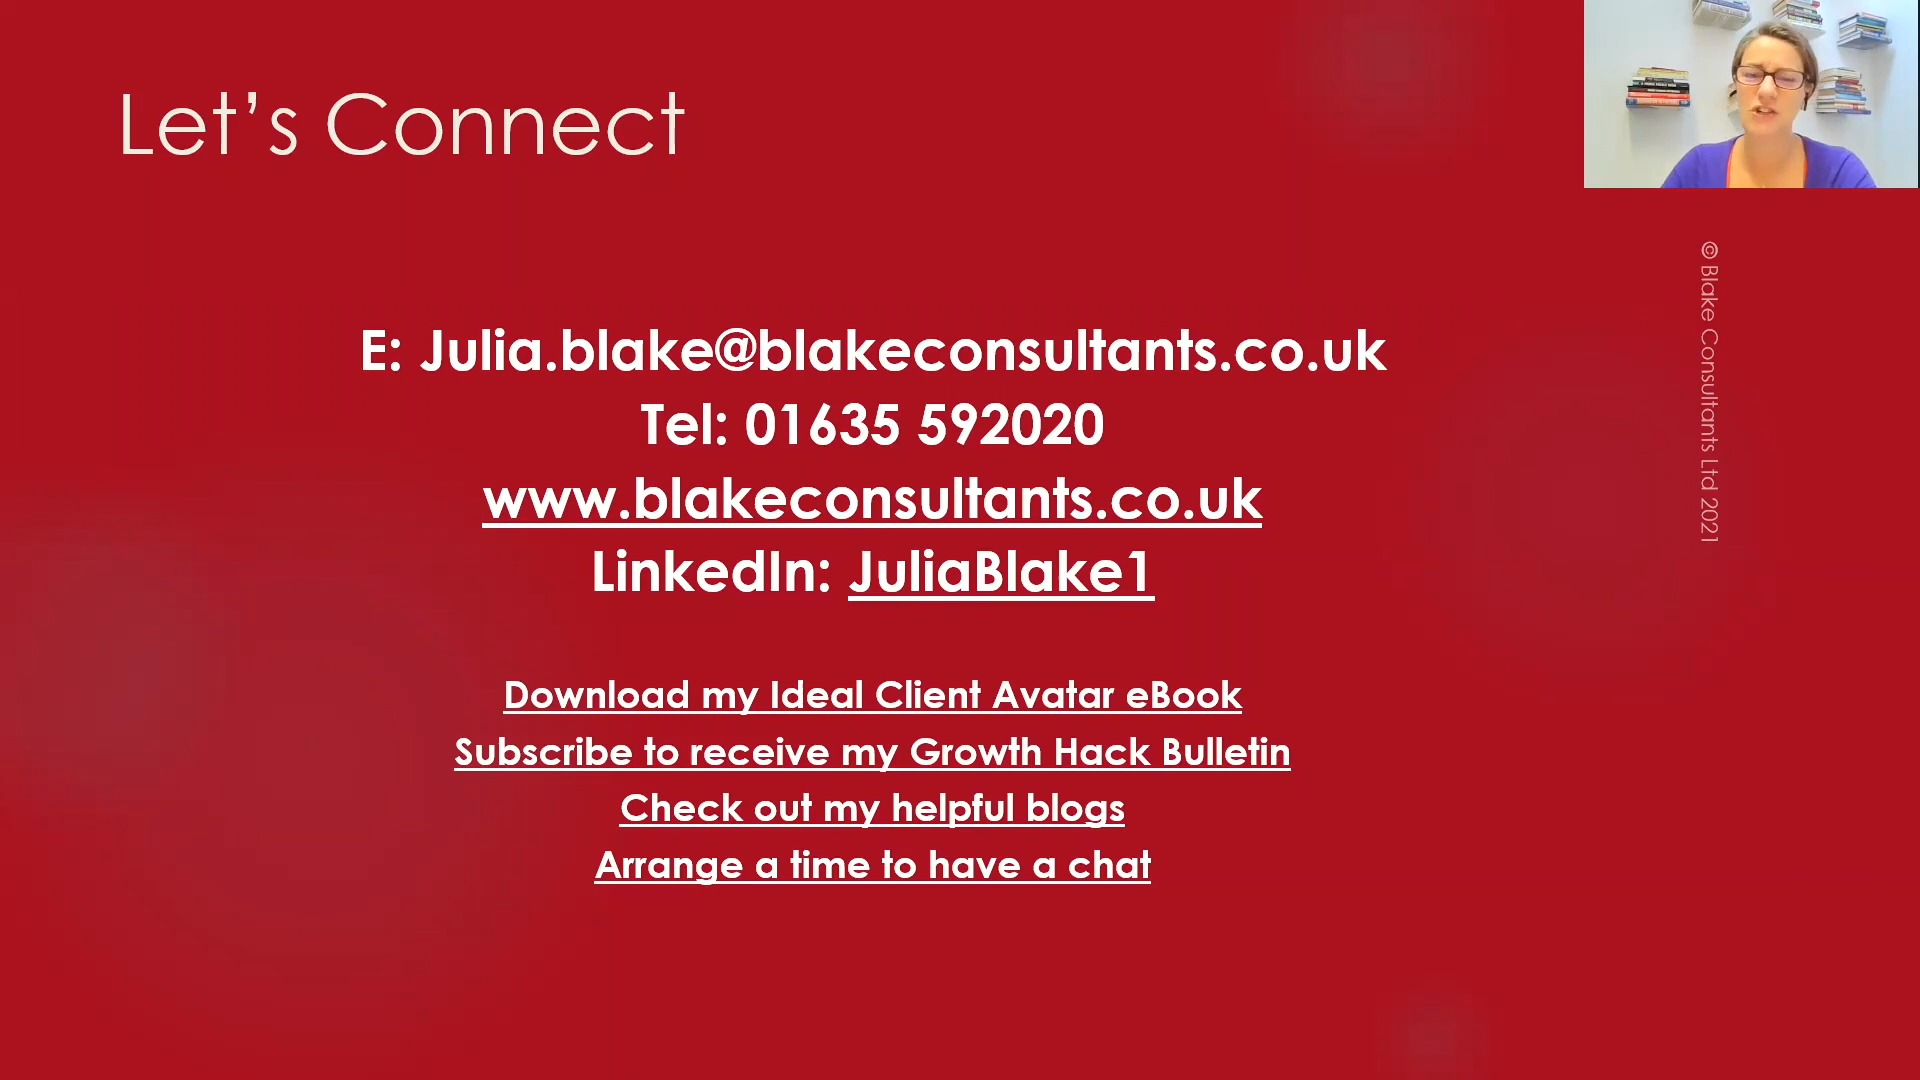 Let's Connect
E: Julia.blake@blakeconsultants.co.uk
Tel: 01635 592020
www.blakeconsultants.co.uk
LinkedIn: JuliaBlake1
Download my Ideal Client Avatar eBook
Subscribe to receive my Growth Hack Bulletin
Check out my helpful blogs
Arrange a time to have a chat
© Blake Consultants Ltd 2021